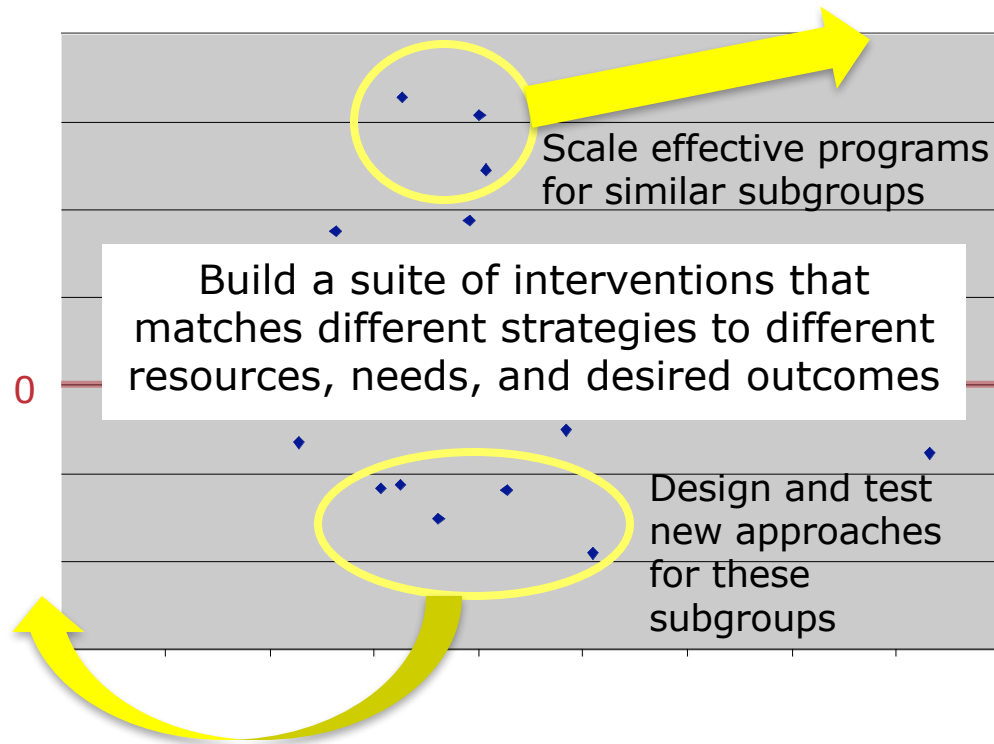 Scale effective programs
for similar subgroups
Build a suite of interventions that
matches different strategies to different
resources, needs, and desired outcomes
0
Design and test
new approaches
for these
subgroups